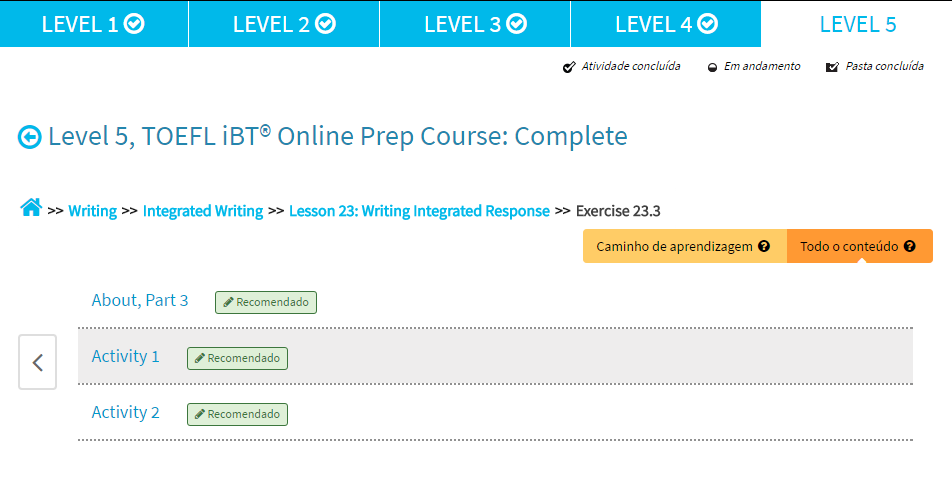 LEVEL 1 LEVEL 2 LEVEL 3 LEVEL 4 LEVEL 5
Atividade concluída Em andamento Pasta concluída
Level 5, TOEFL iBT® Online Prep Course: Complete
>> Writing >> Integrated Writing >> Lesson 23: Writing Integrated Response >> Exercise 23.3
Caminho de aprendizagem ? Todo o conteúdo ?
About, Part 3 Recomendado
Activity 1 Recomendado
Activity 2 Recomendado